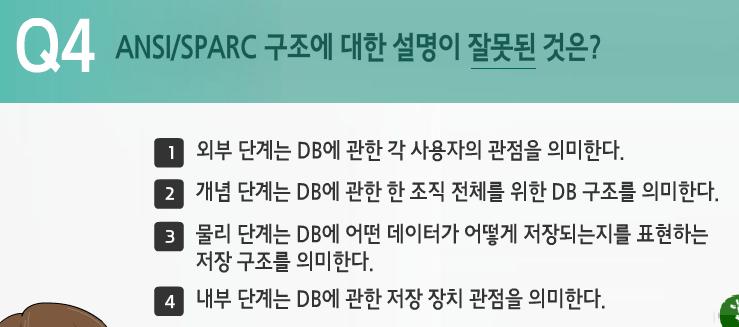 Q4 ANSI/SPARC 구조에 대한 설명이 잘못된 것은?
1 외부 단계는 DB에 관한 각 사용자의 관점을 의미한다.
2 개념 단계는 DB에 관한 한 조직 전체를 위한 DB 구조를 의미한다.
3 물리 단계는 DB에 어떤 데이터가 어떻게 저장되는지를 표현하는
저장 구조를 의미한다.
4 내부 단계는 DB에 관한 저장 장치 관점을 의미한다.